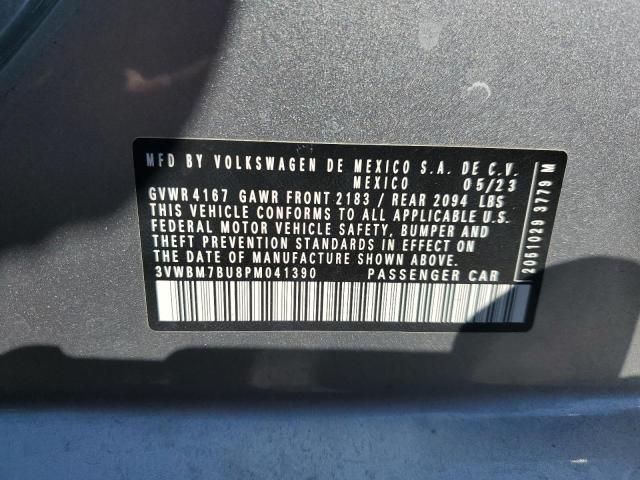 MFD BY VOLKSWAGEN DE MEXICO S.A. DE C.V.
MEXICO 05/23
GVWR 4167 GAWR FRONT 2183 / REAR 2094 LBS
THIS VEHICLE CONFORMS TO ALL APPLICABLE U.S.
FEDERAL MOTOR VEHICLE SAFETY, BUMPER AND
THEFT PREVENTION STANDARDS IN EFFECT ON
THE DATE OF MANUFACTURE SHOWN ABOVE.
3VWBM7BU8PM041390 PASSENGER CAR
2061029 3779 M